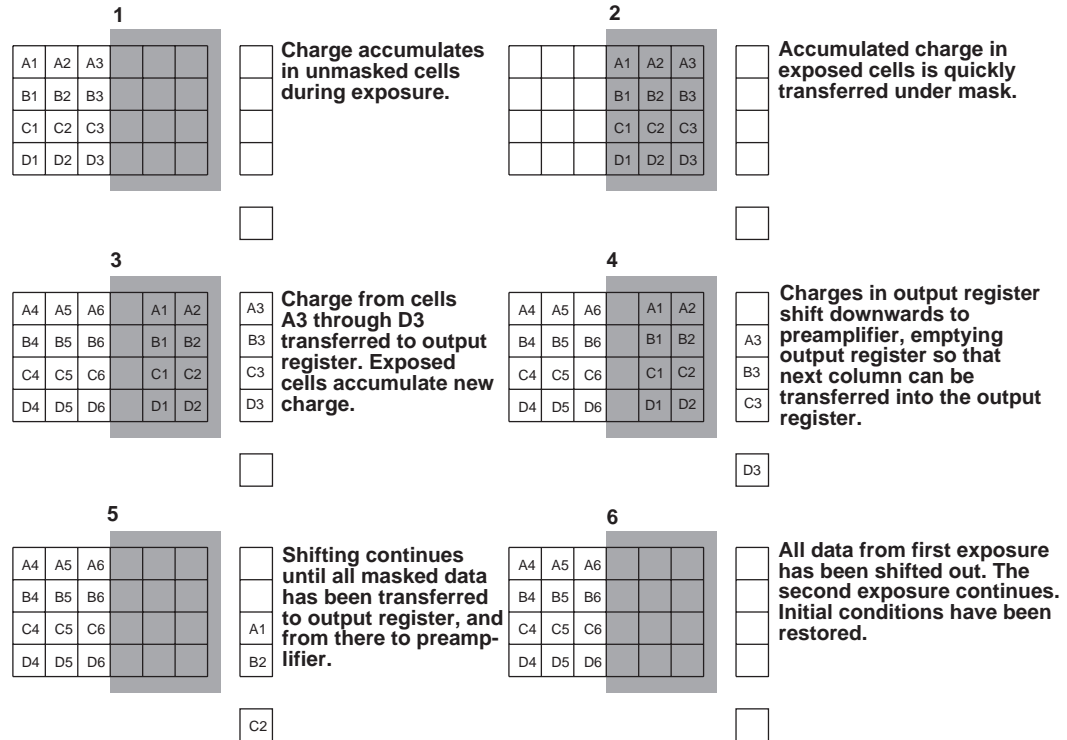 1
A1 A2 A3
B1 B2 B3
C1 C2 C3
D1 D2 D3
Charge accumulates
in unmasked cells
during exposure.
2
A1 A2 A3
B1 B2 B3
C1 C2 C3
D1 D2 D3
Accumulated charge in
exposed cells is quickly
transferred under mask.
3
A4 A5 A6 A1 A2 A3
B4 B5 B6 B1 B2 B3
C4 C5 C6 C1 C2 C3
D4 D5 D6 D1 D2 D3
Charge from cells
A3 through D3
transferred to output
register. Exposed
cells accumulate new
charge.
4
A4 A5 A6 A1 A2
B4 B5 B6 B1 B2 A3
C4 C5 C6 C1 C2 B3
D4 D5 D6 D1 D2 C3
D3
Charges in output register
shift downwards to
preamplifier, emptying
output register so that
next column can be
transferred into the output
register.
5
A4 A5 A6
B4 B5 B6
C4 C5 C6 A1
D4 D5 D6 B2
C2
Shifting continues
until all masked data
has been transferred
to output register, and
from there to preamp-
lifier.
6
A4 A5 A6
B4 B5 B6
C4 C5 C6
D4 D5 D6
All data from first exposure
has been shifted out. The
second exposure continues.
Initial conditions have been
restored.